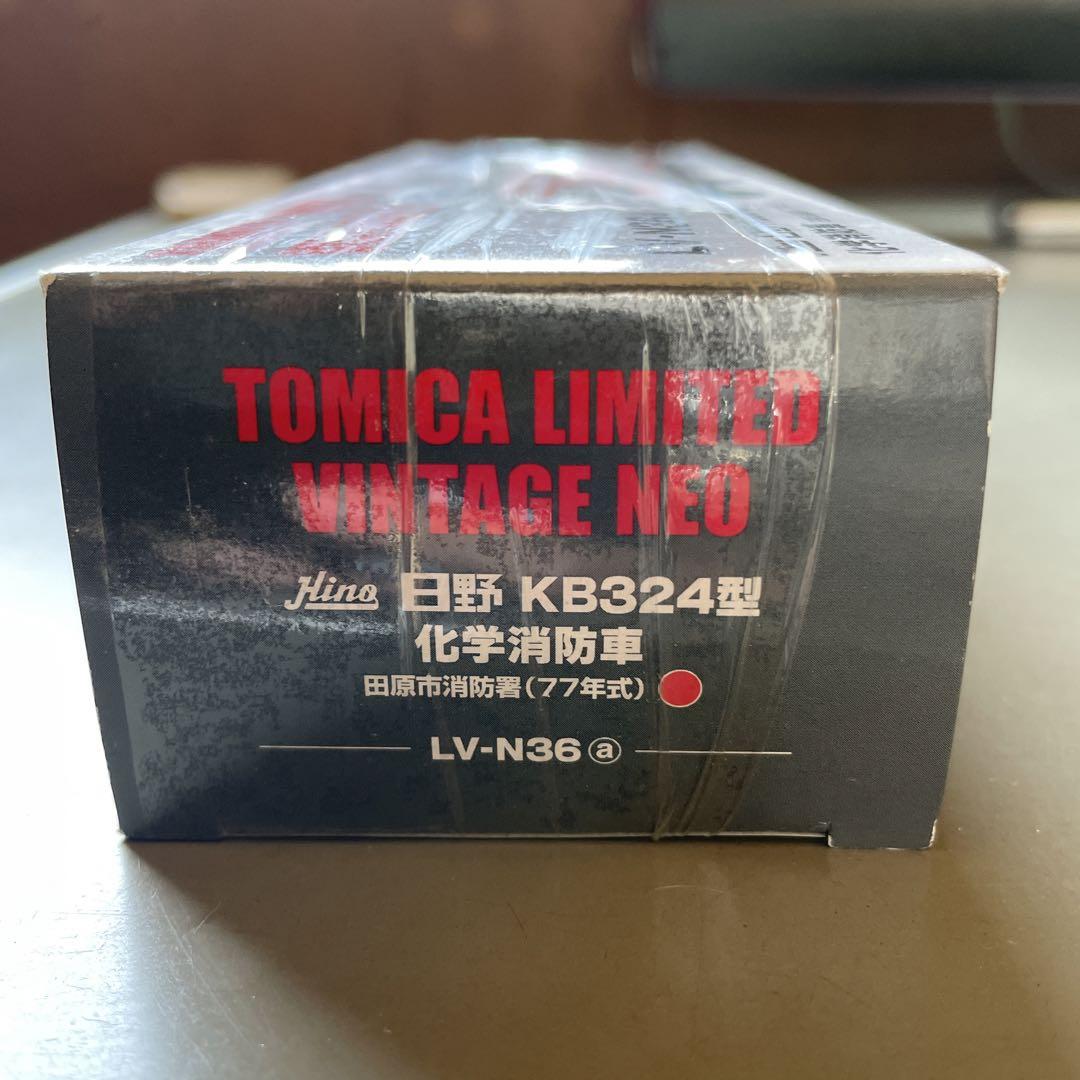 TOMICA LIMITED
VINTAGE NEO
Hino 日野 KB324型
化学消防車
田原市消防署(77年式)
LV-N36 ⓐ